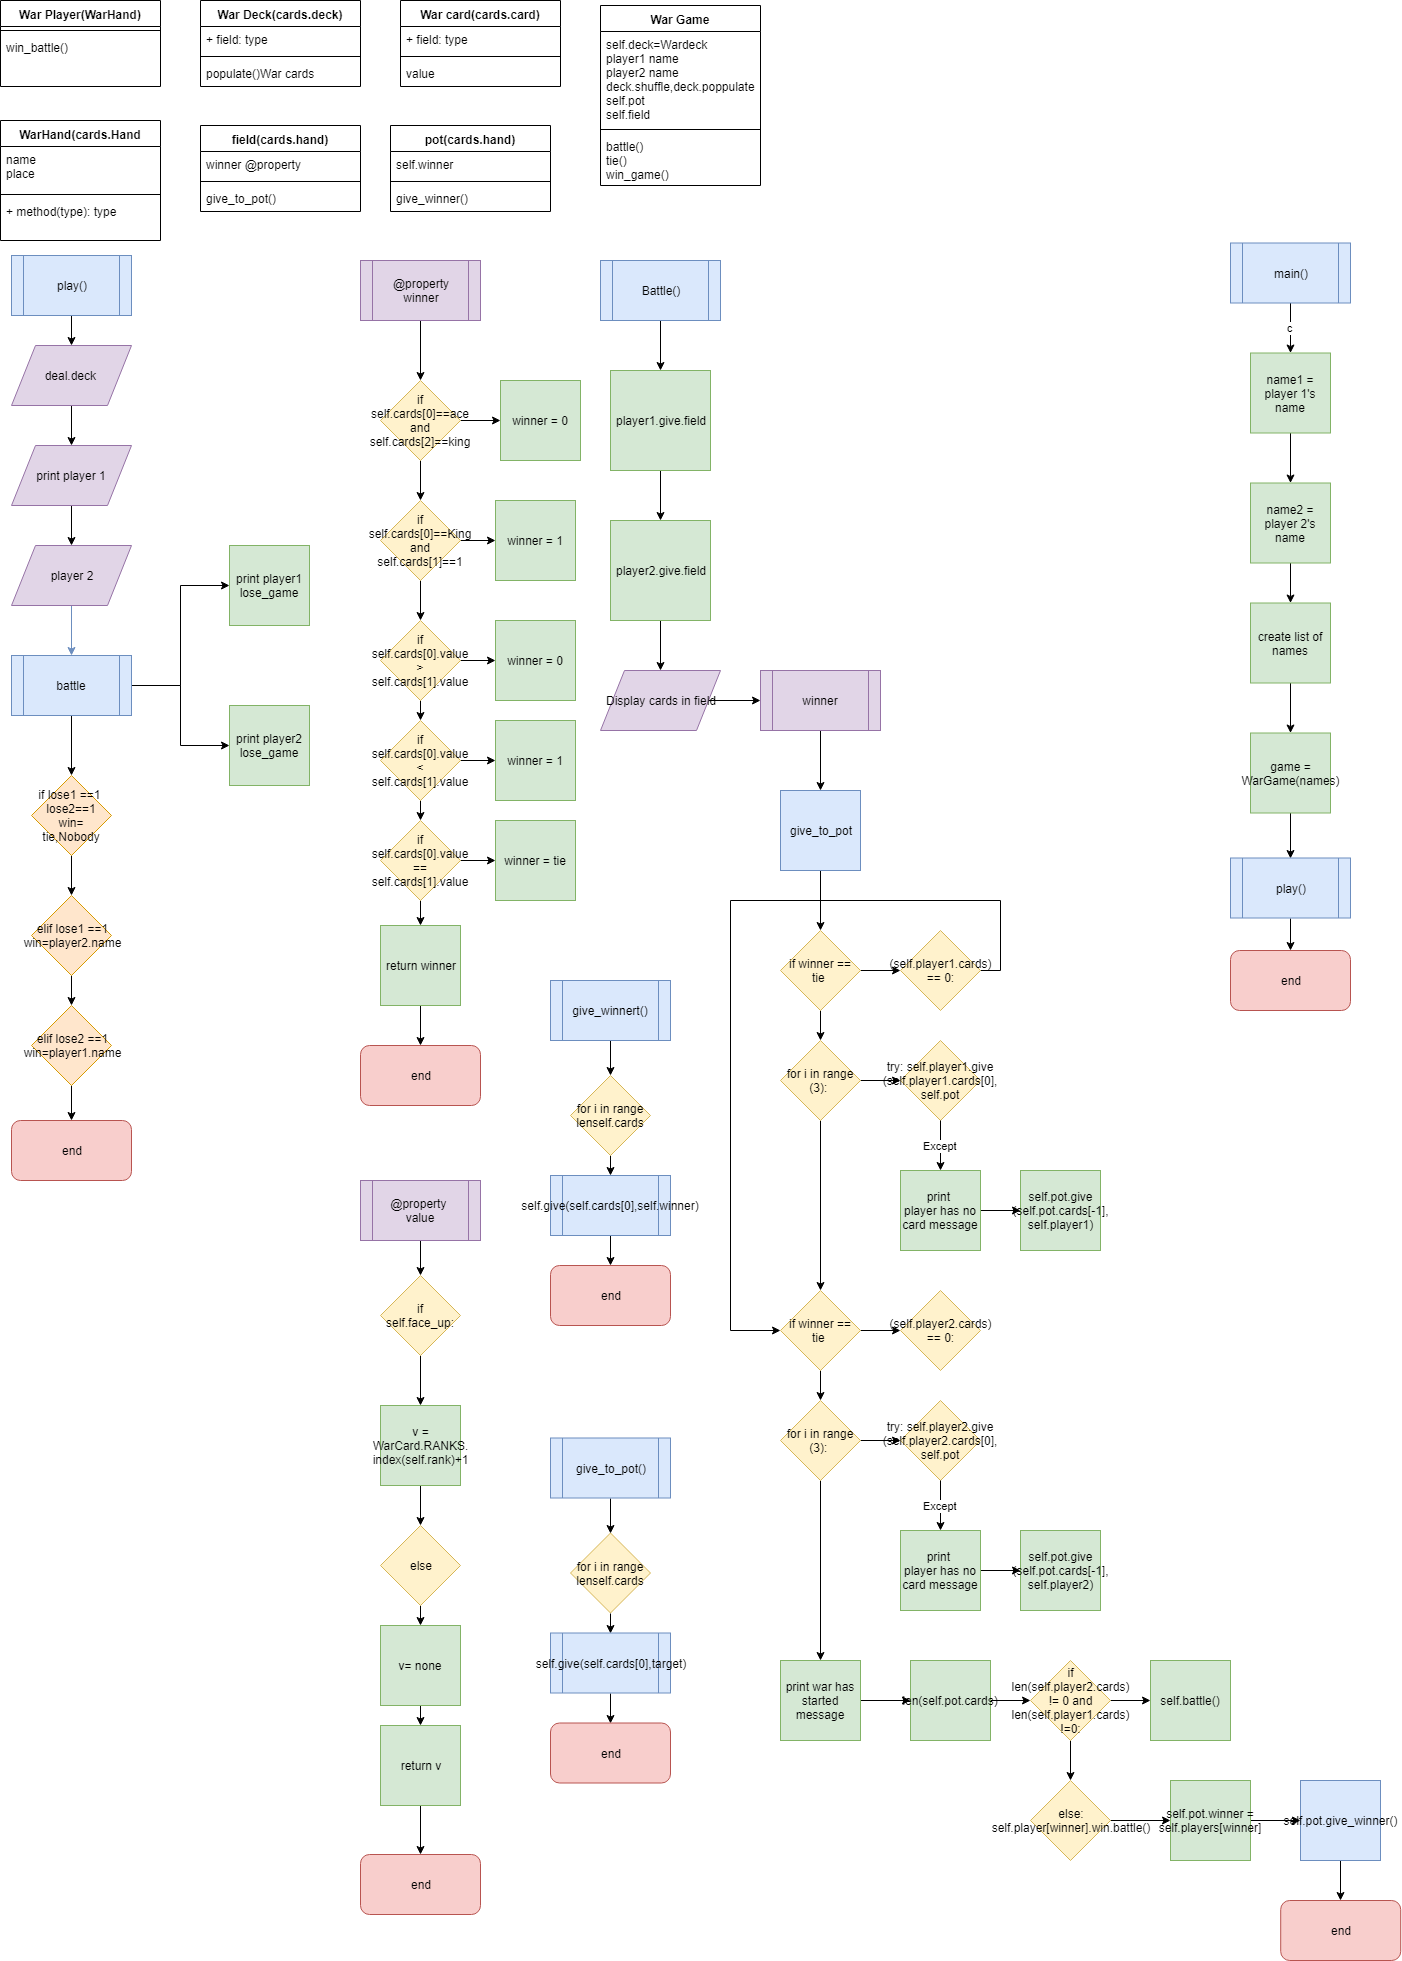 War Player(WarHand)
win_battle()
War Deck(cards.deck)
+ field: type
populate()War cards
War card(cards.card)
+ field: type
value
War Game
self.deck=Wardeck
player1 name
player2 name
deck.shuffle,deck.poppulate
self.pot
self.field
battle()
tie()
win_game()
WarHand(cards.Hand
name
place
+ method(type): type
field(cards.hand)
winner @property
give_to_pot()
pot(cards.hand)
self.winner
give_winner()
play()
deal.deck
print player 1
player 2
battle
print player1
lose_game
print player2
lose_game
if lose1 ==1
lose2==1
win=
tie,Nobody
elif lose1 ==1
win=player2.name
elif lose2 ==1
win=player1.name
end
@property
winner
if
self.cards[0]==ace
and
self.cards[2]==king
winner = 0
if
self.cards[0]==King
and
self.cards[1]==1
winner = 1
if
self.cards[0].value
>
self.cards[1].value
winner = 0
if
self.cards[0].value
<
self.cards[1].value
winner = 1
if
self.cards[0].value
==
self.cards[1].value
winner = tie
return winner
end
@property
value
if
self.face_up:
v =
WarCard.RANKS.
index(self.rank)+1
else
v= none
return v
end
give_winnert()
for i in range
lenself.cards
self.give(self.cards[0],self.winner)
end
give_to_pot()
for i in range
lenself.cards
self.give(self.cards[0],target)
end
Battle()
player1.give.field
player2.give.field
Display cards in field
winner
give_to_pot
if winner ==
tie
(self.player1.cards)
== 0:
for i in range
(3):
try: self.player1.give
(self.player1.cards[0],
self.pot
Except
print
player has no
card message
self.pot.give
(self.pot.cards[-1],
self.player1)
if winner ==
tie
(self.player2.cards)
== 0:
for i in range
(3):
try: self.player2.give
(self.player2.cards[0],
self.pot
Except
print
player has no
card message
self.pot.give
(self.pot.cards[-1],
self.player2)
print war has
started
message
len(self.pot.cards)
if
len(self.player2.cards)
!= 0 and
len(self.player1.cards)
!=0:
self.battle()
else:
self.player[winner].win.battle()
self.pot.winner =
self.players[winner]
self.pot.give_winner()
end
main()
c
name1 =
player 1's
name
name2 =
player 2's
name
create list of
names
game =
WarGame(names)
play()
end